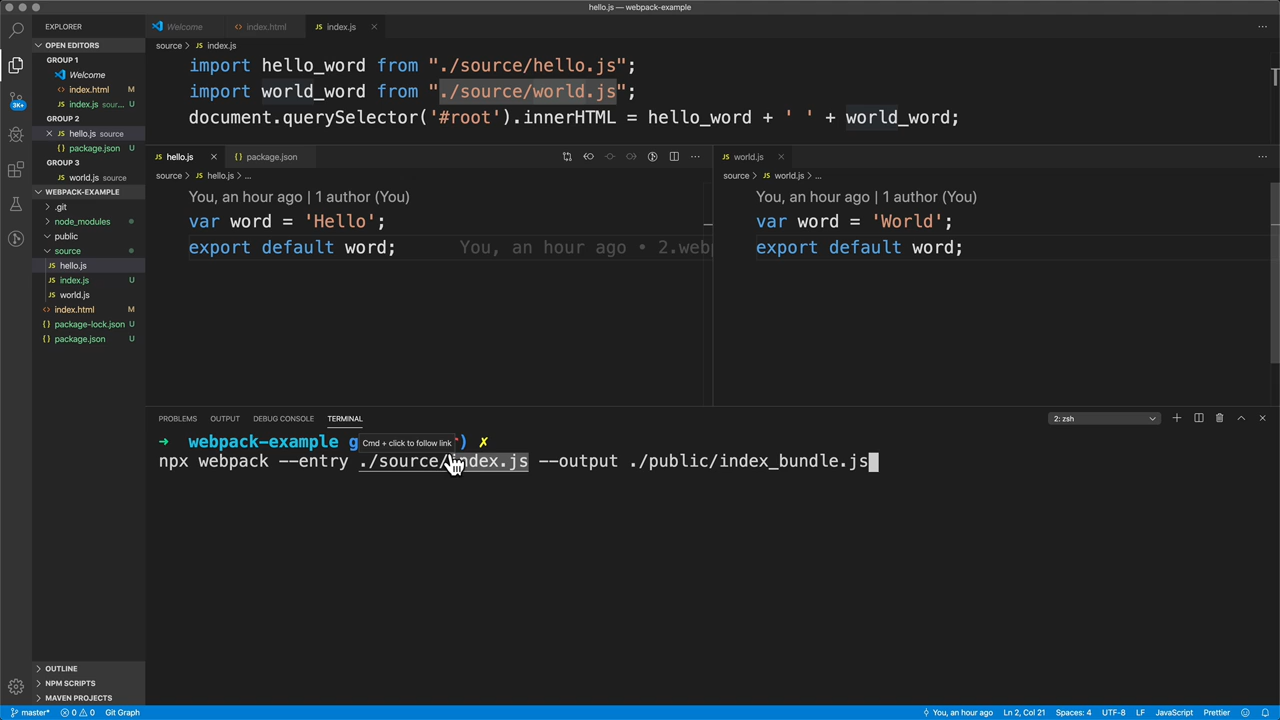 hello.js — webpack-example
EXPLORER
OPEN EDITORS
GROUP 1
Welcome
index.html M
index.js sour... U
GROUP 2
hello.js source
package.json U
GROUP 3
world.js source
WEBPACK-EXAMPLE
.git
node_modules
public
source
hello.js
index.js U
world.js
index.html M
package-lock.json U
package.json U
OUTLINE
NPM SCRIPTS
MAVEN PROJECTS
3K+
Welcome
index.html
JS index.js
source > JS index.js
import hello_word from "./source/hello.js";
import world_word from "./source/world.js";
document.querySelector('#root').innerHTML = hello_word + ' ' + world_word;
JS hello.js
{} package.json
source > JS hello.js > ...
You, an hour ago | 1 author (You)
var word = 'Hello';
export default word; You, an hour ago • 2.web
JS world.js
source > JS world.js > ...
You, an hour ago | 1 author (You)
var word = 'World';
export default word;
PROBLEMS OUTPUT DEBUG CONSOLE TERMINAL
2: zsh
➜ webpack-example g ) ✗
Cmd + click to follow link
npx webpack --entry ./source/index.js --output ./public/index_bundle.js
master* 0 0 Git Graph
You, an hour ago Ln 2, Col 21 Spaces: 4 UTF-8 LF JavaScript Prettier